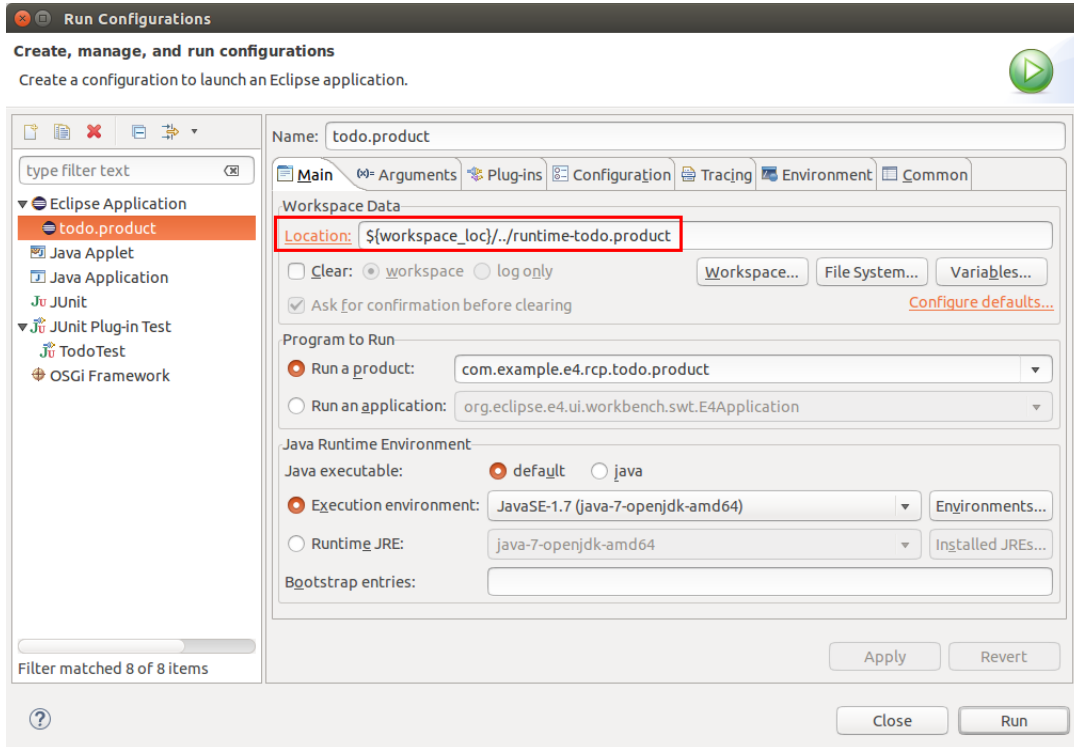 Run Configurations
Create, manage, and run configurations
Create a configuration to launch an Eclipse application.
type filter text
Eclipse Application
todo.product
Java Applet
Java Application
Ju JUnit
JUnit Plug-in Test
TodoTest
OSGi Framework
Filter matched 8 of 8 items
Name: todo.product
Main (x)= Arguments Plug-ins Configuration Tracing Environment Common
Workspace Data
Location: ${workspace_loc}/../runtime-todo.product
Clear: workspace log only Workspace... File System... Variables...
Ask for confirmation before clearing Configure defaults...
Program to Run
Run a product: com.example.e4.rcp.todo.product
Run an application: org.eclipse.e4.ui.workbench.swt.E4Application
Java Runtime Environment
Java executable: default java
Execution environment: JavaSE-1.7 (java-7-openjdk-amd64) Environments...
Runtime JRE: java-7-openjdk-amd64 Installed JREs...
Bootstrap entries:
Apply Revert
? Close Run